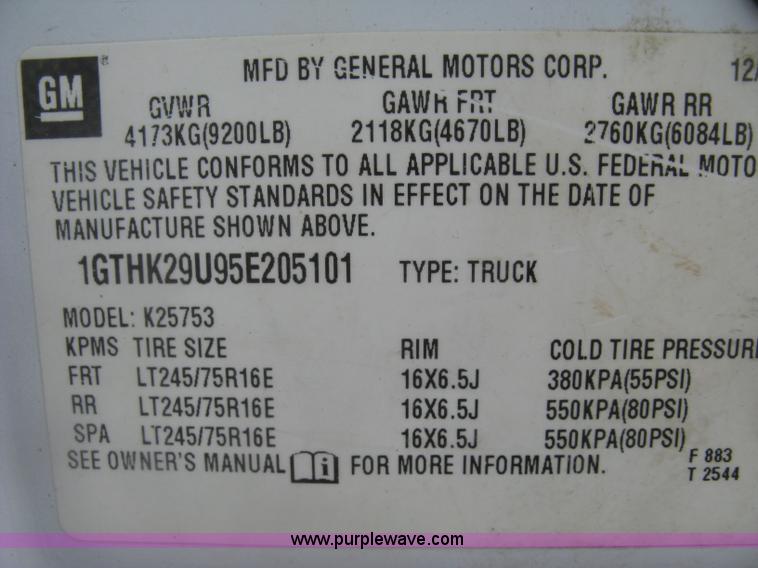 GM
MFD BY GENERAL MOTORS CORP. 12/
GVWR GAWR FRT GAWR RR
4173KG(9200LB) 2118KG(4670LB) 2760KG(6084LB)
THIS VEHICLE CONFORMS TO ALL APPLICABLE U.S. FEDERAL MOTO
VEHICLE SAFETY STANDARDS IN EFFECT ON THE DATE OF
MANUFACTURE SHOWN ABOVE.
1GTHK29U95E205101 TYPE: TRUCK
MODEL: K25753
KPMS TIRE SIZE RIM COLD TIRE PRESSURE
FRT LT245/75R16E 16X6.5J 380KPA(55PSI)
RR LT245/75R16E 16X6.5J 550KPA(80PSI)
SPA LT245/75R16E 16X6.5J 550KPA(80PSI)
SEE OWNER'S MANUAL i FOR MORE INFORMATION. F 883
T 2544
www.purplewave.com